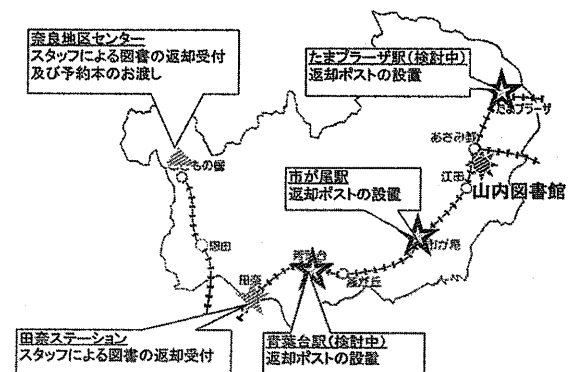 奈良地区センター
スタッフによる図書の返却受付
及び予約本のお渡し
たまプラーザ駅(検討中)
返却ポストの設置
たまプラーザ
あざみ野
こどもの国
市が尾駅
返却ポストの設置
江田
山内図書館
市が尾
恩田
青葉台
藤が丘
田奈
田奈ステーション
スタッフによる図書の返却受付
青葉台駅(検討中)
返却ポストの設置